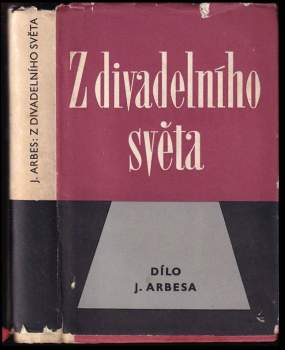 J. ARBES: Z DIVADELNÍHO SVĚTA
Z divadelního
světa
DÍLO
J. ARBESA